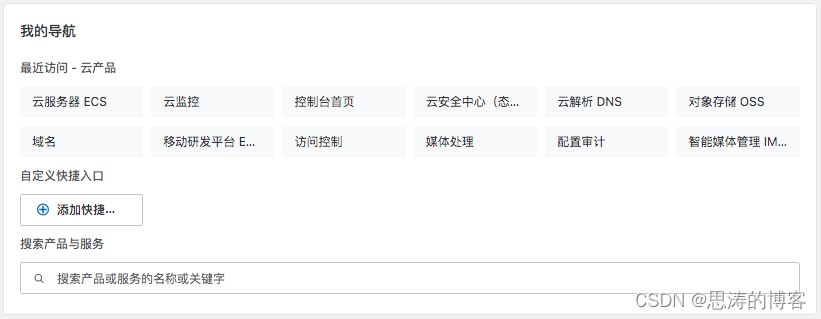 我的导航
最近访问 - 云产品
云服务器 ECS 云监控 控制台首页 云安全中心（态... 云解析 DNS 对象存储 OSS
域名 移动研发平台 E... 访问控制 媒体处理 配置审计 智能媒体管理 IM...
自定义快捷入口
添加快捷...
搜索产品与服务
搜索产品或服务的名称或关键字
CSDN @思涛的博客